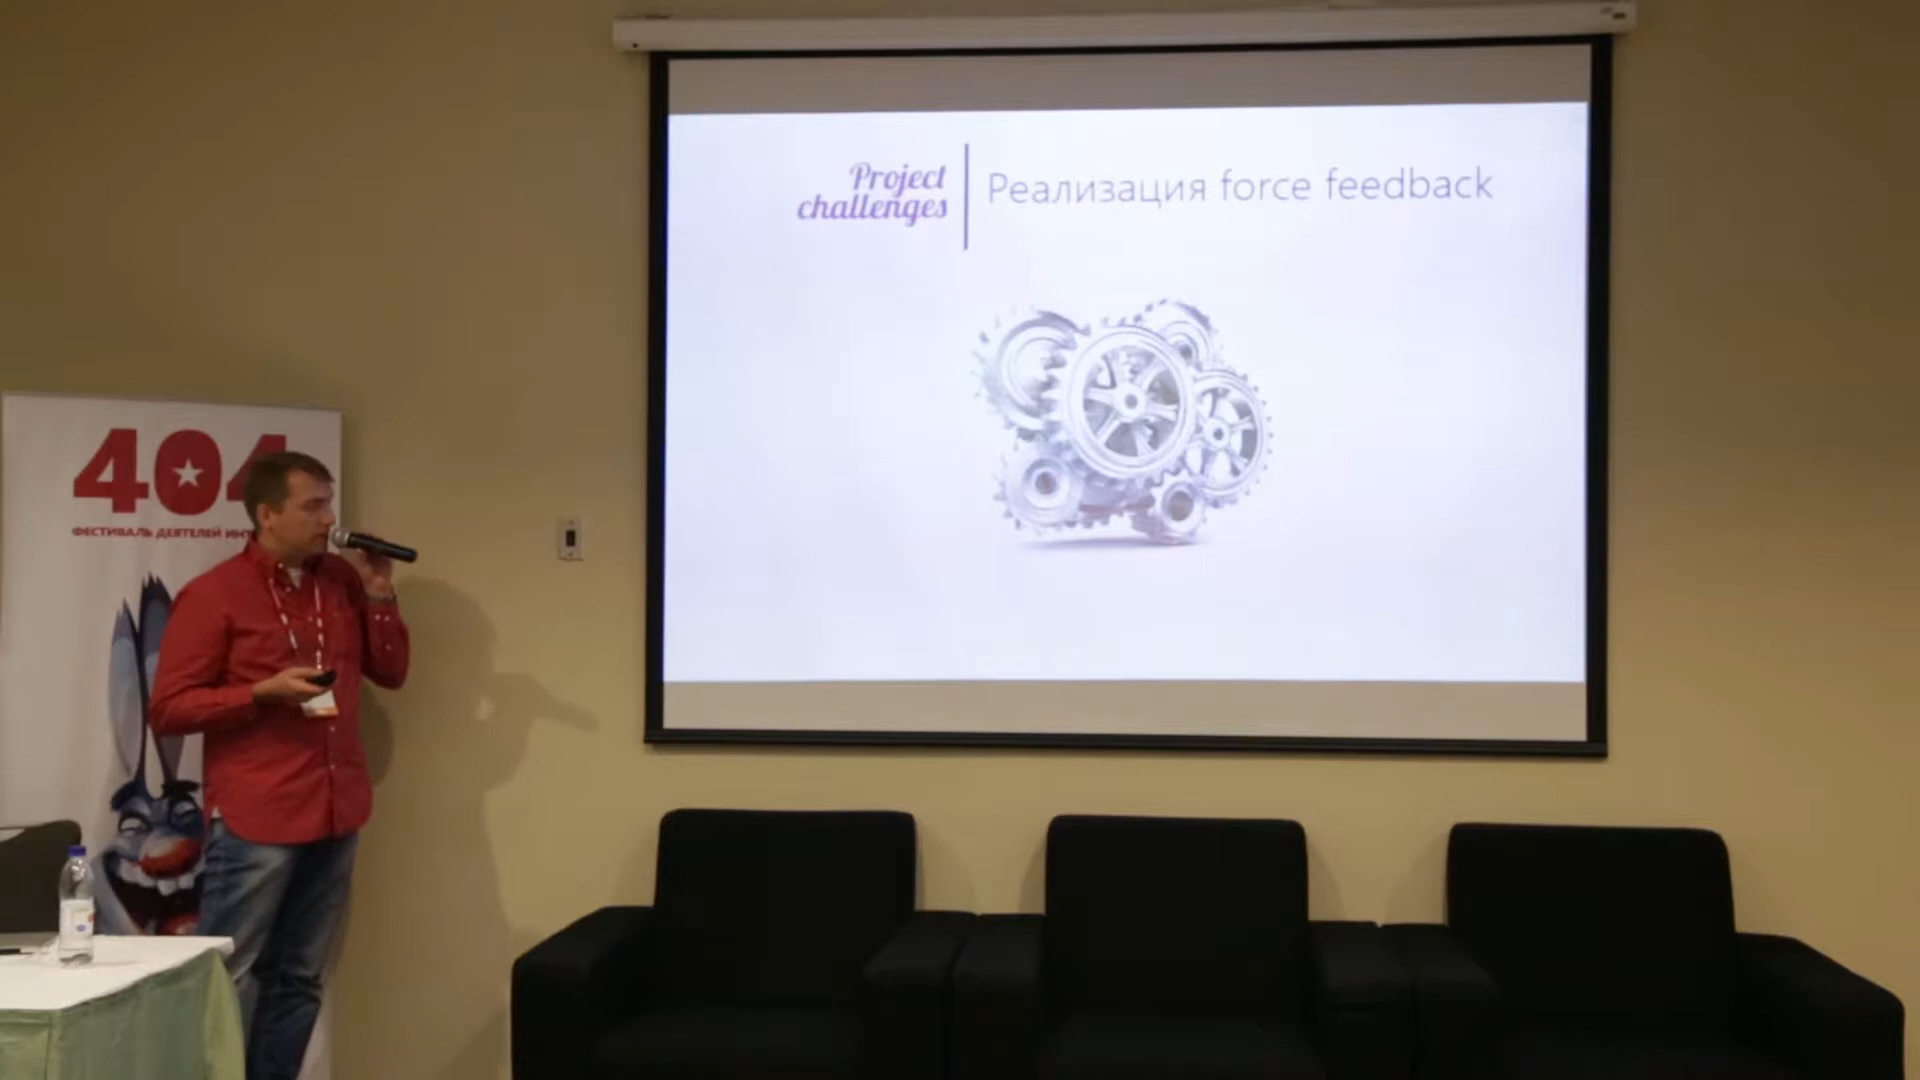 Project
challenges
Реализация force feedback
404
ФЕСТИВАЛЬ ДЕЯТЕЛЕЙ ИНТ